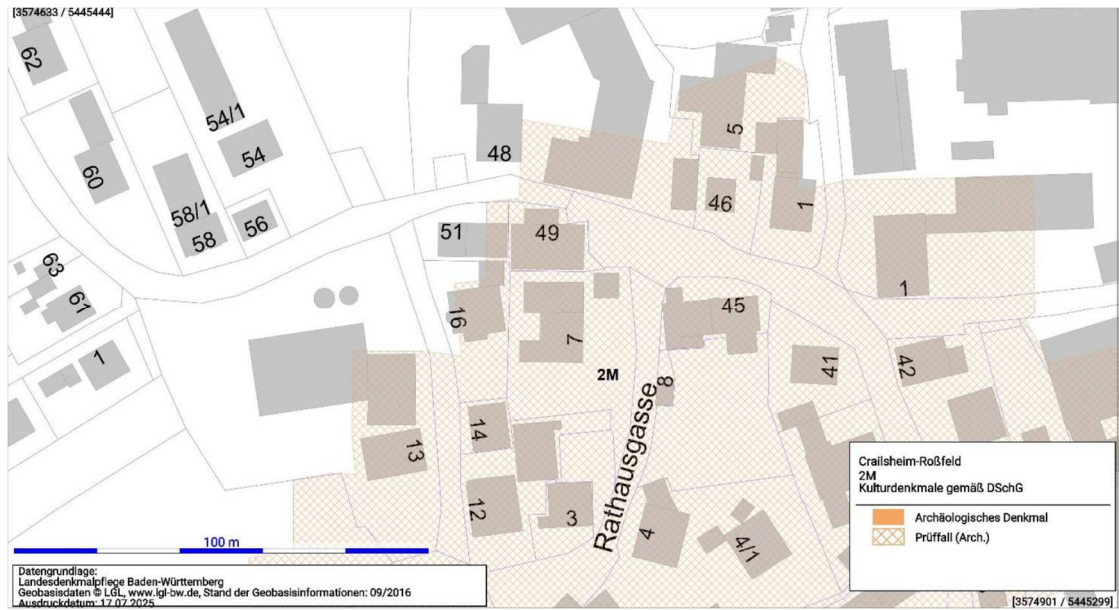 [3574633 / 5445444]
62
54/1
54
60
48
5
58/1
56
58
46
1
51
49
63
61
16
7
45
1
1
2M
8
41
42
14
13
12
3
Rathausgasse
4
4/1
100 m
Crailsheim-Roßfeld
2M
Kulturdenkmale gemäß DSchG
Archäologisches Denkmal
Prüffall (Arch.)
Datengrundlage:
Landesdenkmalpflege Baden-Württemberg
Geobasisdaten © LGL, www.lgl-bw.de, Stand der Geobasisinformationen: 09/2016
Ausdruckdatum: 17.07.2025
[3574901 / 5445299]